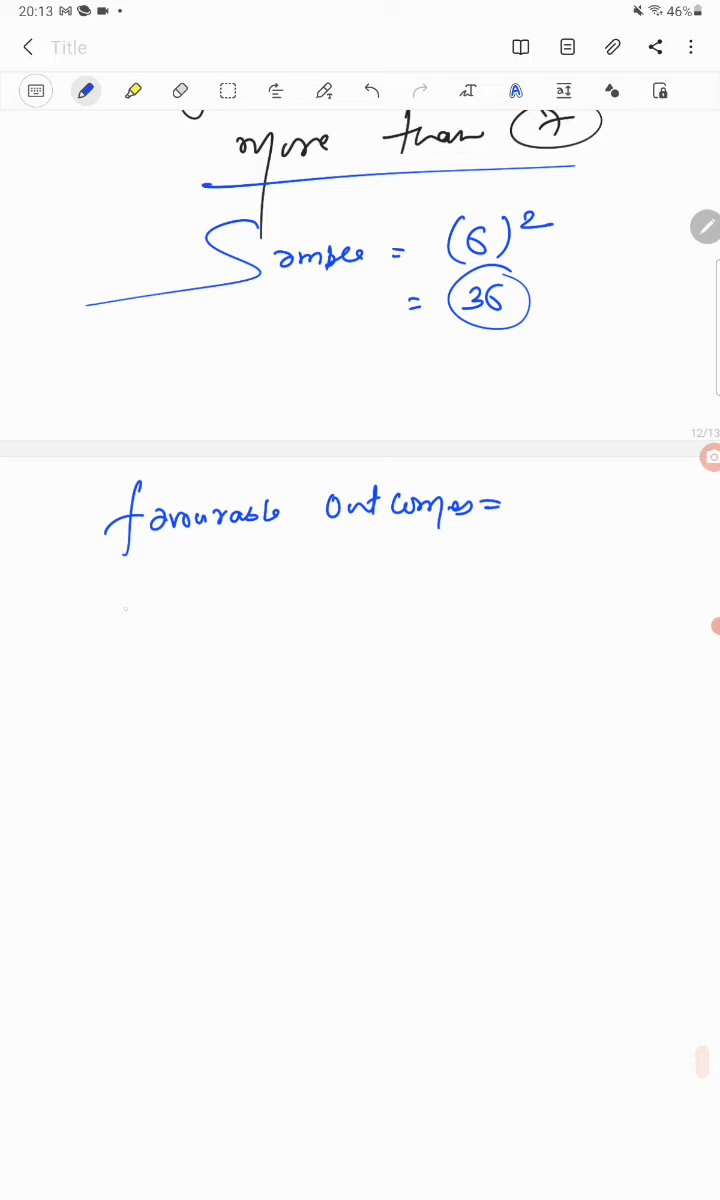 20:13 46%
Title
more than 7
Sample = (6)2
= 36
12/13
favourable outcomes=